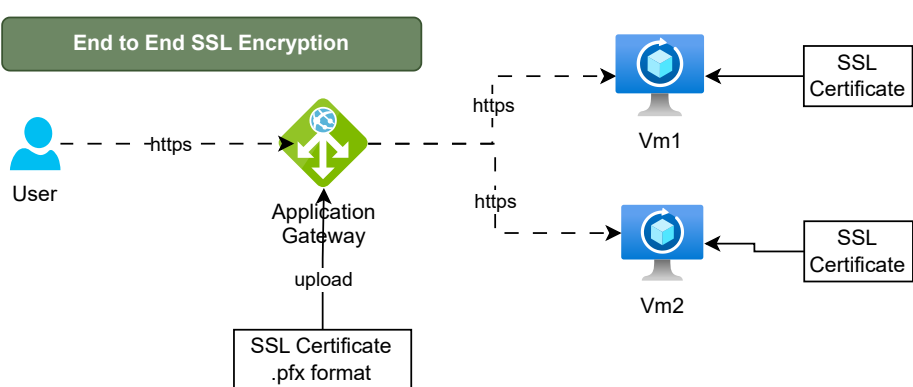 End to End SSL Encryption
User
https
Application
Gateway
upload
SSL Certificate
.pfx format
https
https
Vm1
Vm2
SSL
Certificate
SSL
Certificate